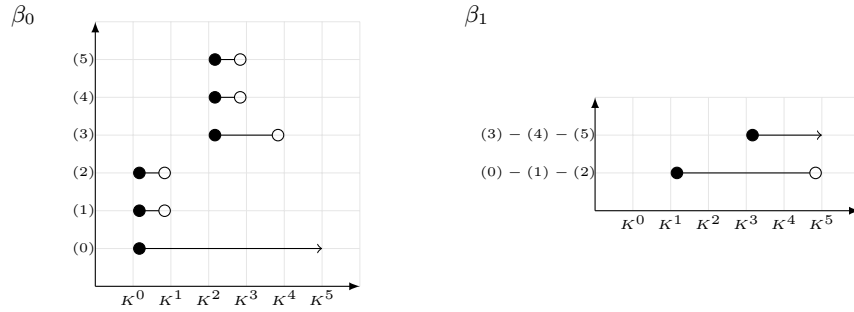 β₀
(5)
(4)
(3)
(2)
(1)
(0)
K⁰ K¹ K² K³ K⁴ K⁵
β₁
(3) − (4) − (5)
(0) − (1) − (2)
K⁰ K¹ K² K³ K⁴ K⁵